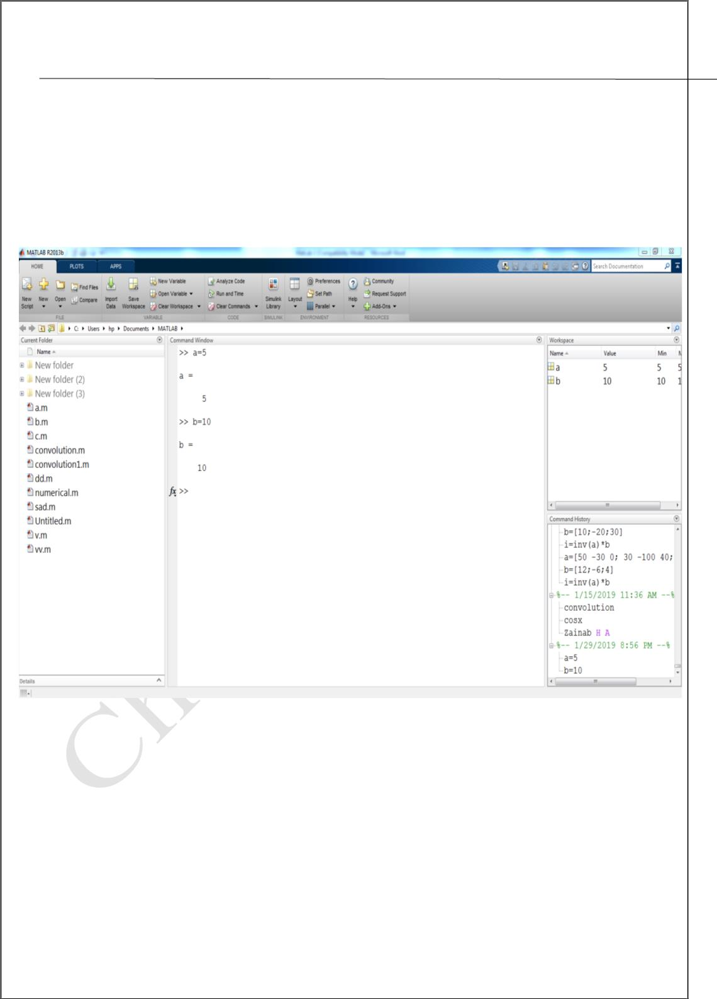 MATLAB R2013b
HOME PLOTS APPS
Search Documentation
New Script
New
Open
Find Files
Compare
Import Data
Save Workspace
New Variable
Open Variable
Clear Workspace
Analyze Code
Run and Time
Clear Commands
Simulink Library
Layout
Preferences
Set Path
Parallel
Help
Community
Request Support
Add-Ons
FILE VARIABLE CODE SIMULINK ENVIRONMENT RESOURCES
C: Users hp Documents MATLAB
Current Folder
Name
New folder
New folder (2)
New folder (3)
a.m
b.m
c.m
convolution.m
convolution1.m
dd.m
numerical.m
sad.m
Untitled.m
v.m
vv.m
Details
Command Window
>> a=5
a =
5
>> b=10
b =
10
fx >>
Workspace
Name Value Min M
a 5 5 5
b 10 10 1
Command History
b=[10;-20;30]
i=inv(a)*b
a=[50 -30 0; 30 -100 40;
b=[12;-6;4]
i=inv(a)*b
%-- 1/15/2019 11:36 AM --%
convolution
cosx
Zainab H A
%-- 1/29/2019 8:56 PM --%
a=5
b=10